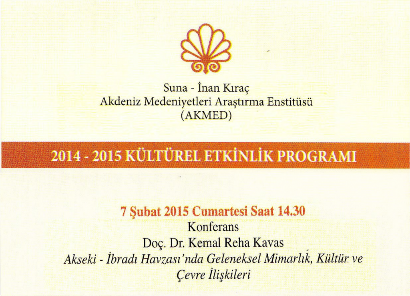 Suna - İnan Kıraç
Akdeniz Medeniyetleri Araştırma Enstitüsü
(AKMED)
2014 - 2015 KÜLTÜREL ETKİNLİK PROGRAMI
7 Şubat 2015 Cumartesi Saat 14.30
Konferans
Doç. Dr. Kemal Reha Kavas
Akseki - İbradı Havzası'nda Geleneksel Mimarlık, Kültür ve
Çevre İlişkileri